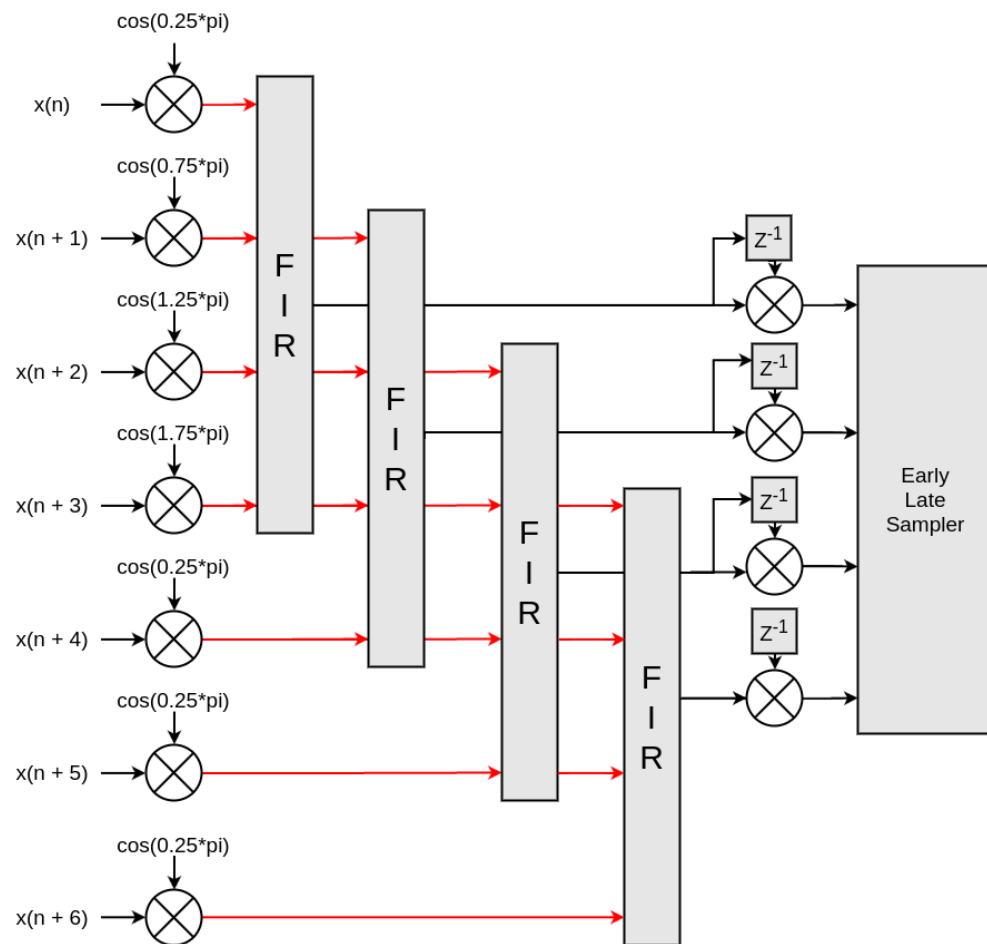 cos(0.25*pi)
x(n)
cos(0.75*pi)
x(n + 1)
cos(1.25*pi)
x(n + 2)
cos(1.75*pi)
x(n + 3)
cos(0.25*pi)
x(n + 4)
cos(0.25*pi)
x(n + 5)
cos(0.25*pi)
x(n + 6)
F
I
R
F
I
R
F
I
R
F
I
R
Z-1
Z-1
Z-1
Z-1
Early
Late
Sampler